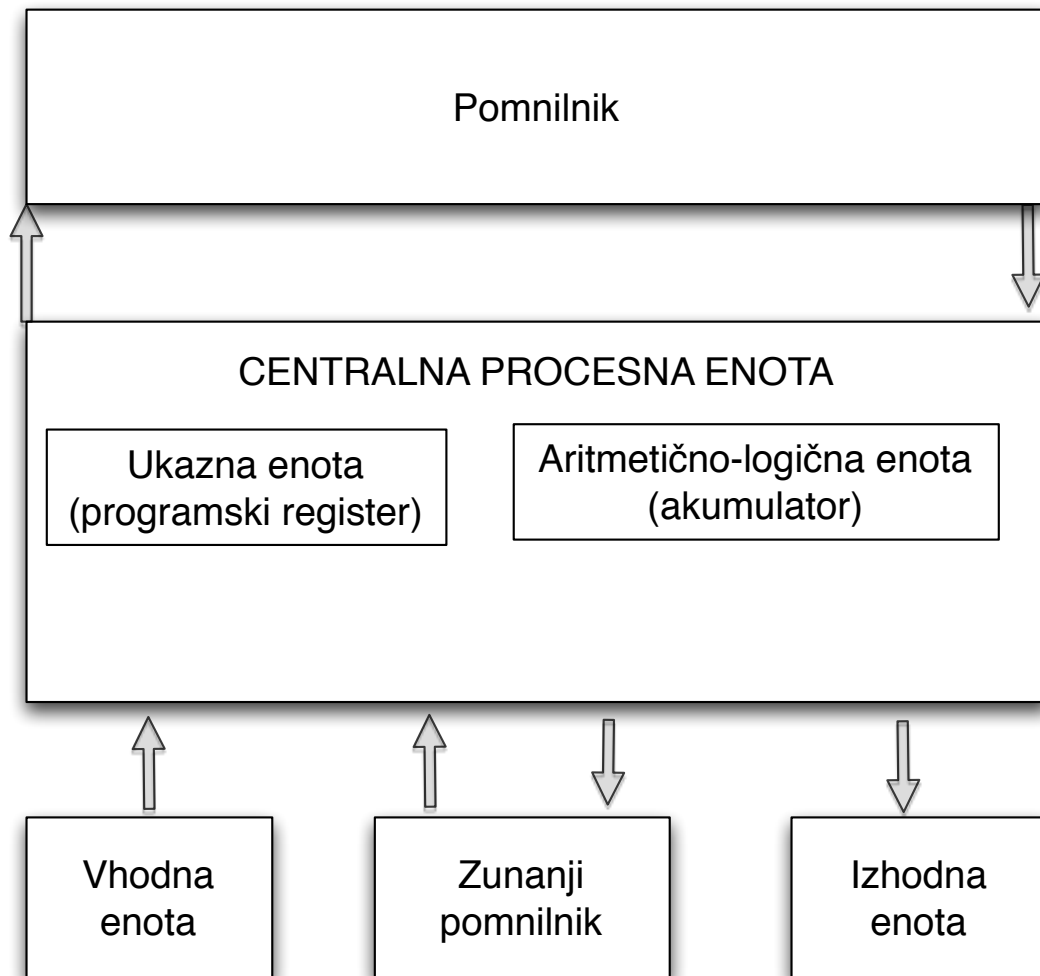 Pomnilnik
CENTRALNA PROCESNA ENOTA
Ukazna enota
(programski register)
Aritmetično-logična enota
(akumulator)
Vhodna
enota
Zunanji
pomnilnik
Izhodna
enota